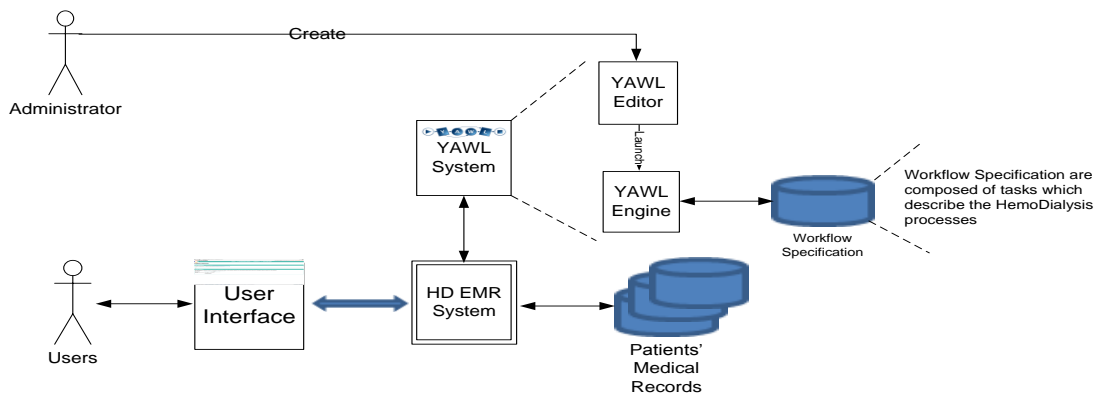 Create
Administrator
YAWL
Editor
Launch
YAWL
System
YAWL
Engine
Workflow Specification are
composed of tasks which
describe the HemoDialysis
processes
Workflow
Specification
User
Interface
HD EMR
System
Users
Patients'
Medical
Records